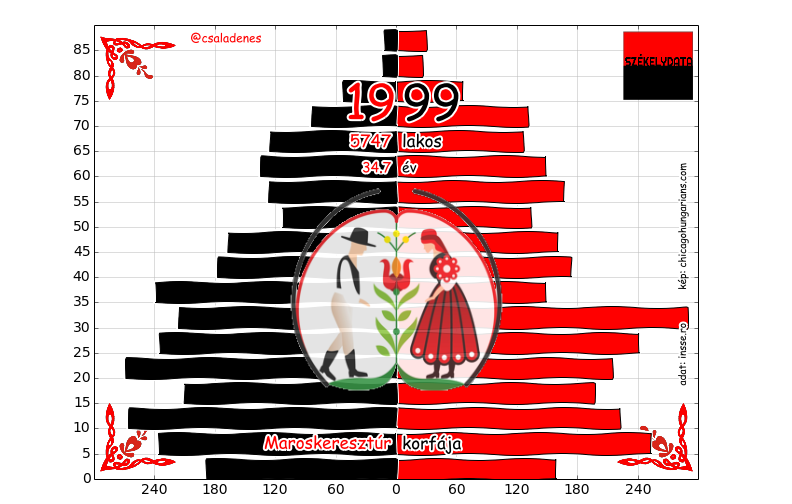 @csaladenes
SZÉKELYDATA
1999
5747 lakos
34.7 év
kép: chicagohungarians.com
adat: insse.ro
Maroskeresztúr korfája
85
80
75
70
65
60
55
50
45
40
35
30
25
20
15
10
5
0
240 180 120 60 0 60 120 180 240